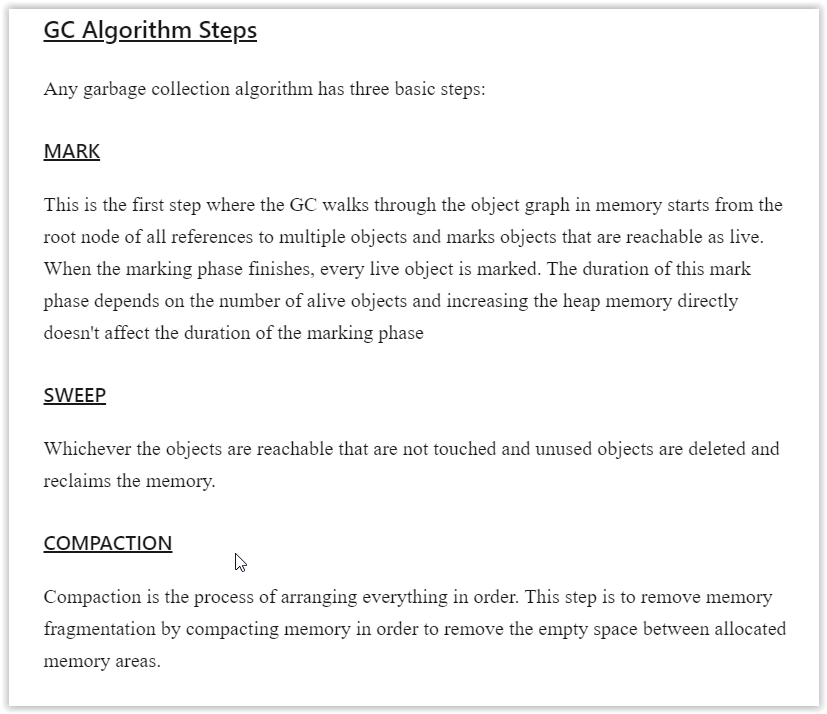 GC Algorithm Steps
Any garbage collection algorithm has three basic steps:
MARK
This is the first step where the GC walks through the object graph in memory starts from the
root node of all references to multiple objects and marks objects that are reachable as live.
When the marking phase finishes, every live object is marked. The duration of this mark
phase depends on the number of alive objects and increasing the heap memory directly
doesn't affect the duration of the marking phase
SWEEP
Whichever the objects are reachable that are not touched and unused objects are deleted and
reclaims the memory.
COMPACTION
Compaction is the process of arranging everything in order. This step is to remove memory
fragmentation by compacting memory in order to remove the empty space between allocated
memory areas.